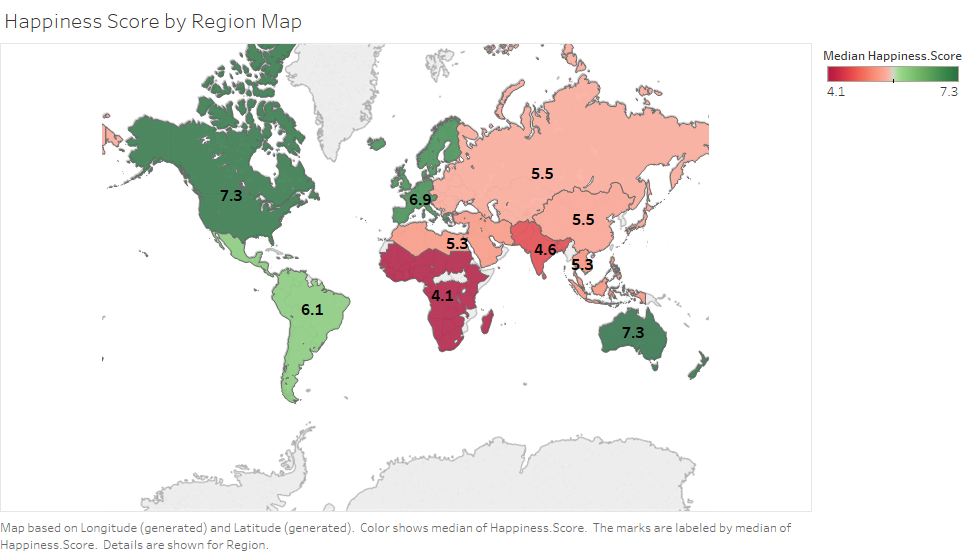 Happiness Score by Region Map
Median Happiness.Score
4.1 7.3
7.3
6.9
5.5
5.5
5.3
4.6
5.3
4.1
6.1
7.3
Map based on Longitude (generated) and Latitude (generated). Color shows median of Happiness.Score. The marks are labeled by median of
Happiness.Score. Details are shown for Region.